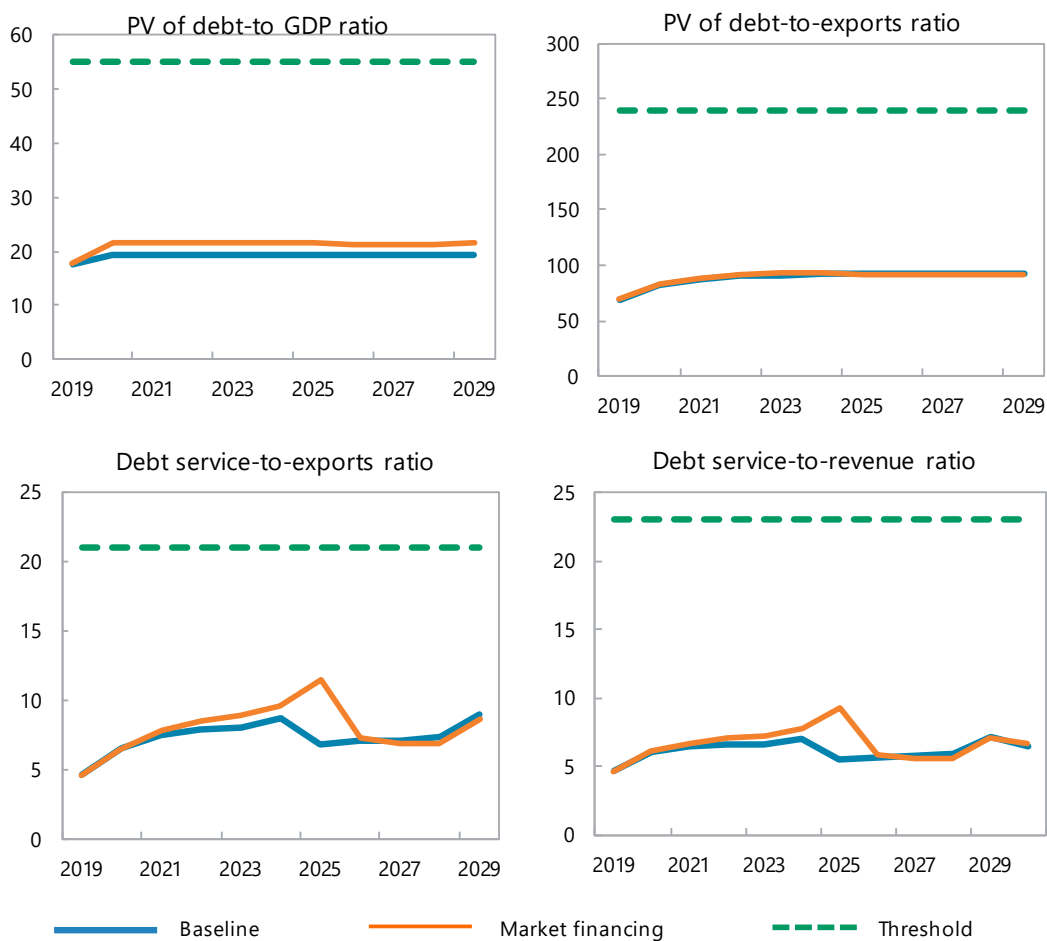 PV of debt-to GDP ratio
60
50
40
30
20
10
0
2019 2021 2023 2025 2027 2029
PV of debt-to-exports ratio
300
250
200
150
100
50
0
2019 2021 2023 2025 2027 2029
Debt service-to-exports ratio
25
20
15
10
5
0
2019 2021 2023 2025 2027 2029
Debt service-to-revenue ratio
25
20
15
10
5
0
2019 2021 2023 2025 2027 2029
Baseline Market financing Threshold